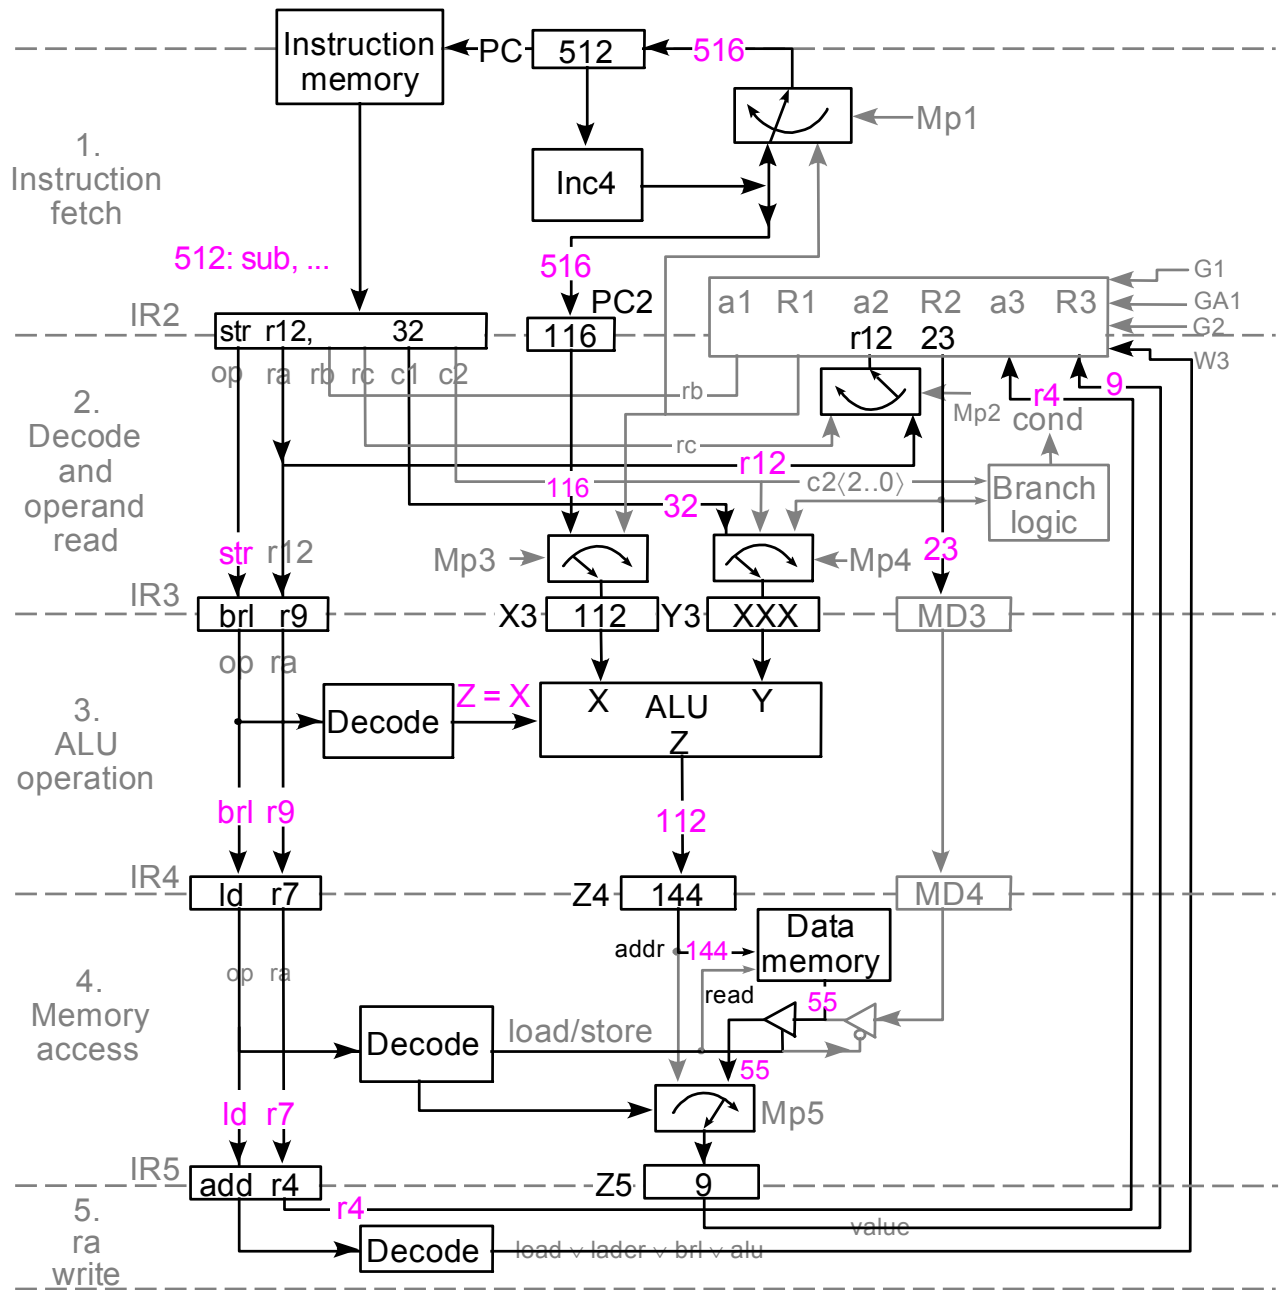 Instruction
memory
PC
512
516
Mp1
1.
Instruction
fetch
Inc4
512: sub, ...
516
PC2
G1
GA1
G2
W3
a1 R1 a2 R2 a3 R3
IR2
str r12, 32
116
r12 23
op ra rb rc c1 c2
rb
Mp2
r4
9
cond
2.
Decode
and
operand
read
rc
r12
116
32
c2⟨2..0⟩
Branch
logic
str r12
Mp3
Mp4
23
IR3
brl r9
X3
112
Y3
XXX
MD3
op ra
3.
ALU
operation
Decode
Z = X
X ALU Y
Z
brl r9
112
IR4
ld r7
Z4
144
MD4
addr
144
Data
memory
op ra
4.
Memory
access
read
55
Decode
load/store
55
ld r7
Mp5
IR5
add r4
Z5
9
r4
5.
ra
write
value
Decode
load ∨ lader ∨ brl ∨ alu